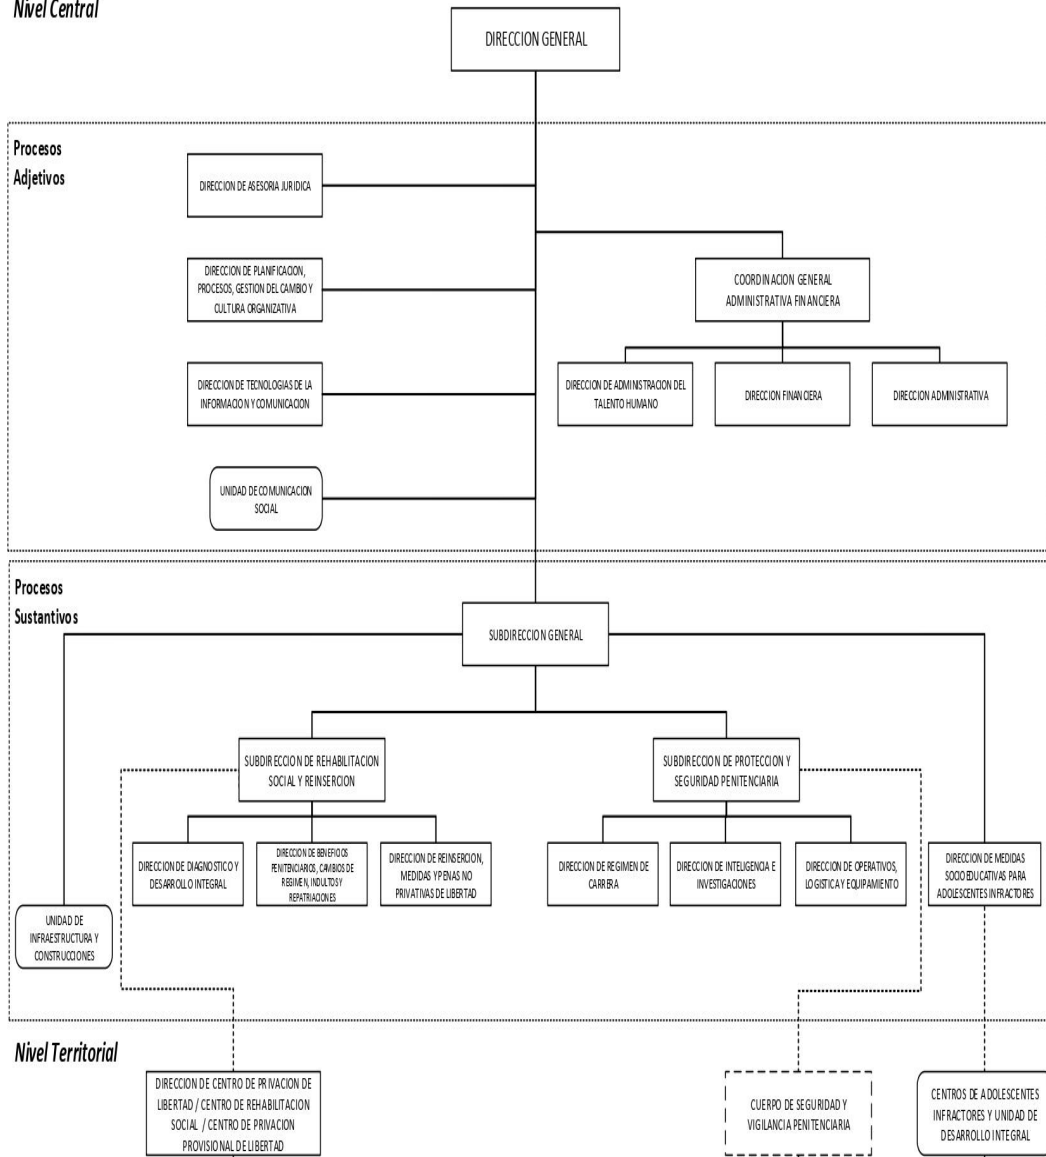 Nivel Central
DIRECCION GENERAL
Procesos
Adjetivos
DIRECCION DE ASESORIA JURIDICA
DIRECCION DE PLANIFICACION,
PROCESOS, GESTION DEL CAMBIO Y
CULTURA ORGANIZATIVA
COORDINACION GENERAL
ADMINISTRATIVA FINANCIERA
DIRECCION DE TECNOLOGIAS DE LA
INFORMACION Y COMUNICACION
DIRECCION DE ADMINISTRACION DEL
TALENTO HUMANO
DIRECCION FINANCIERA
DIRECCION ADMINISTRATIVA
UNIDAD DE COMUNICACION
SOCIAL
Procesos
Sustantivos
SUBDIRECCION GENERAL
SUBDIRECCION DE REHABILITACION
SOCIAL Y REINSERCION
SUBDIRECCION DE PROTECCION Y
SEGURIDAD PENITENCIARIA
DIRECCION DE DIAGNOSTICO Y
DESARROLLO INTEGRAL
DIRECCION DE BENEFICIOS
PENITENCIARIOS, CAMBIOS DE
REGIMEN, INDULTOS Y
REPATRIACIONES
DIRECCION DE REINSERCION,
MEDIDAS Y PENAS NO
PRIVATIVAS DE LIBERTAD
DIRECCION DE REGIMEN DE
CARRERA
DIRECCION DE INTELIGENCIA E
INVESTIGACIONES
DIRECCION DE OPERATIVOS,
LOGISTICA Y EQUIPAMIENTO
DIRECCION DE MEDIDAS
SOCIOEDUCATIVAS PARA
ADOLESCENTES INFRACTORES
UNIDAD DE
INFRAESTRUCTURA Y
CONSTRUCCIONES
Nivel Territorial
DIRECCION DE CENTRO DE PRIVACION DE
LIBERTAD / CENTRO DE REHABILITACION
SOCIAL / CENTRO DE PRIVACION
PROVISIONAL DE LIBERTAD
CUERPO DE SEGURIDAD Y
VIGILANCIA PENITENCIARIA
CENTROS DE ADOLESCENTES
INFRACTORES Y UNIDAD DE
DESARROLLO INTEGRAL